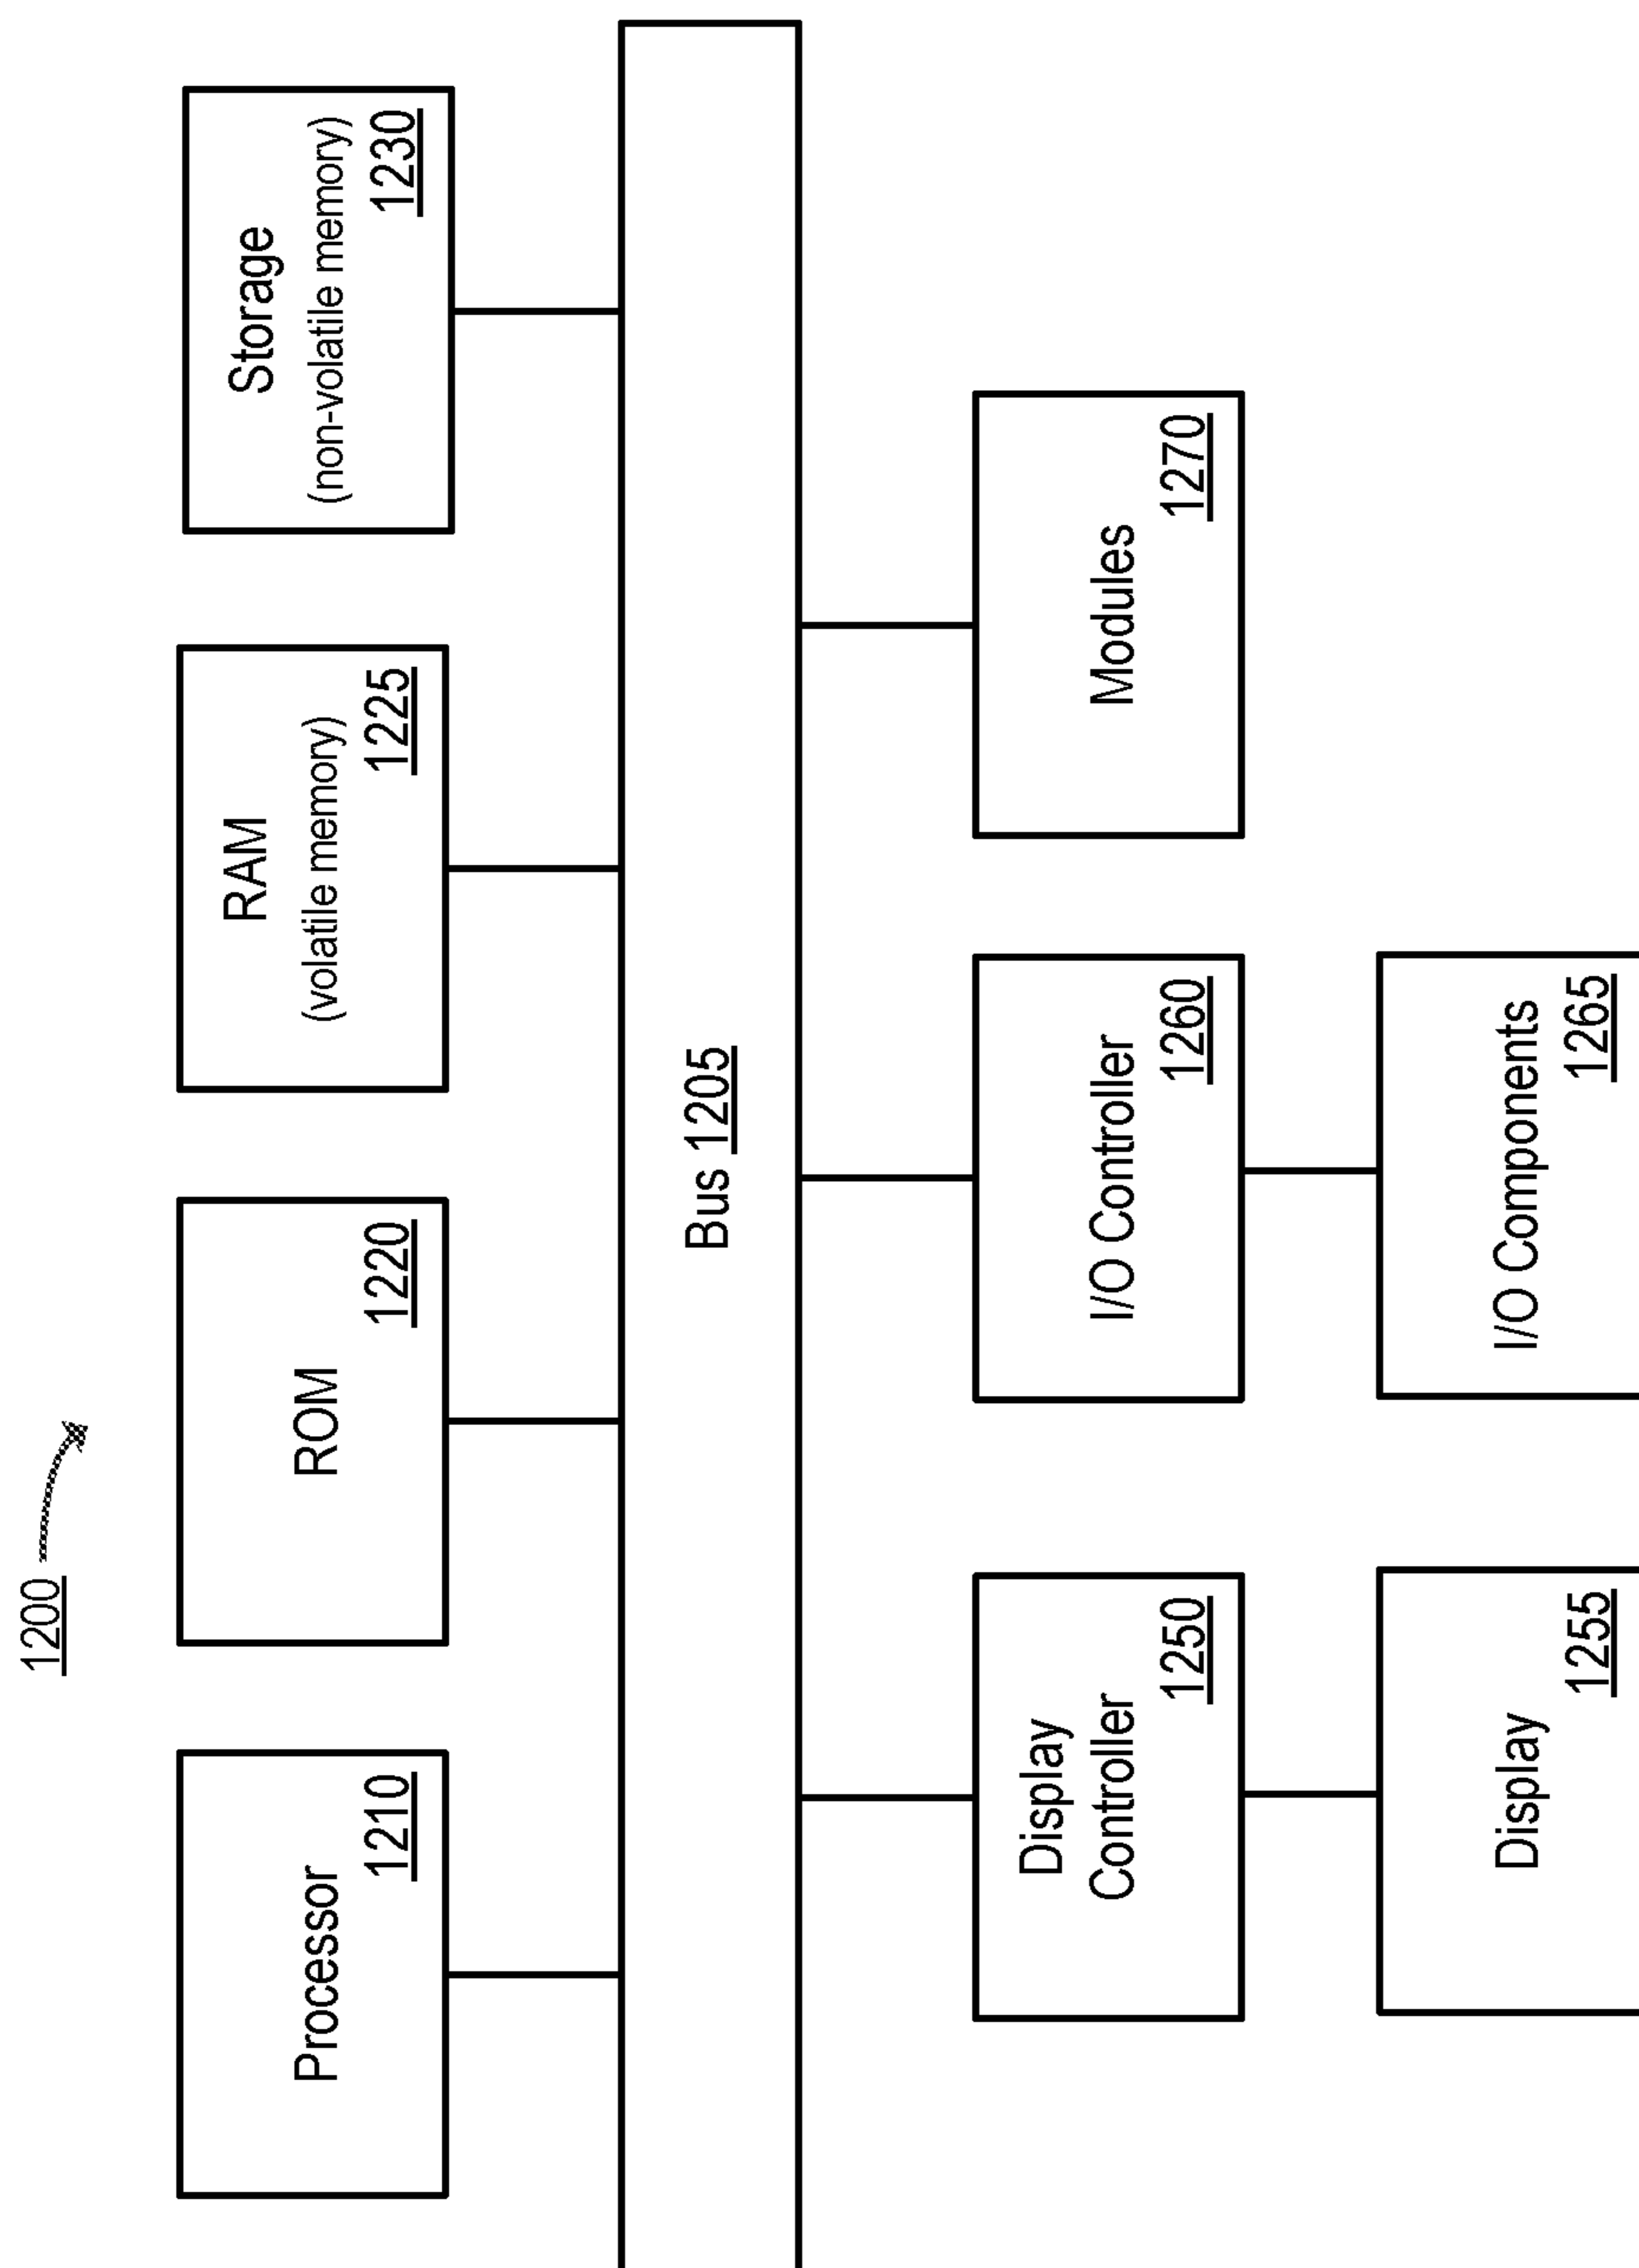 1200
Processor
1210
ROM
1220
RAM
(volatile memory)
1225
Storage
(non-volatile memory)
1230
Bus 1205
Display
Controller
1250
I/O Controller
1260
Modules
1270
Display
1255
I/O Components
1265